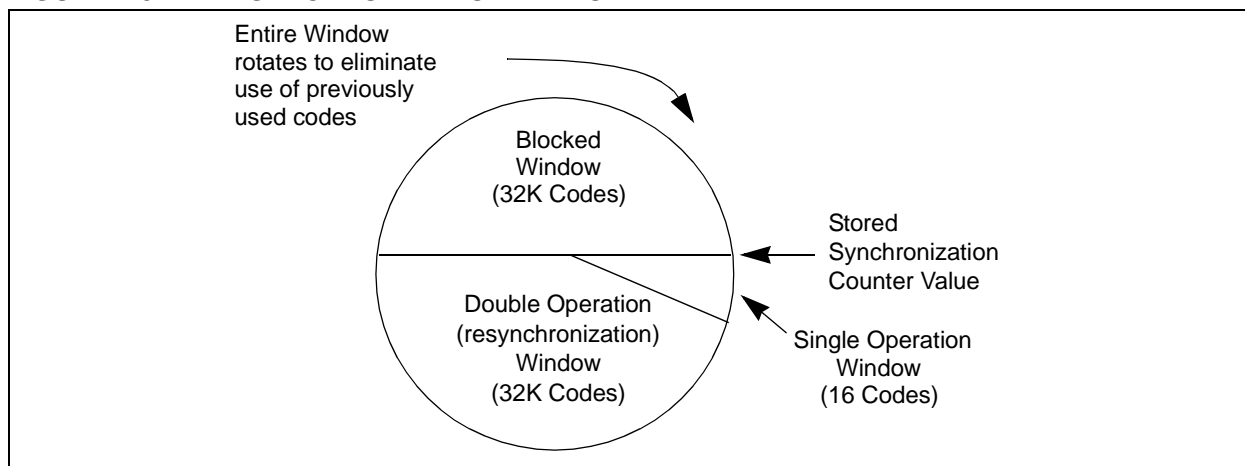 Entire Window
rotates to eliminate
use of previously
used codes
Blocked
Window
(32K Codes)
Stored
Synchronization
Counter Value
Double Operation
(resynchronization)
Window
(32K Codes)
Single Operation
Window
(16 Codes)